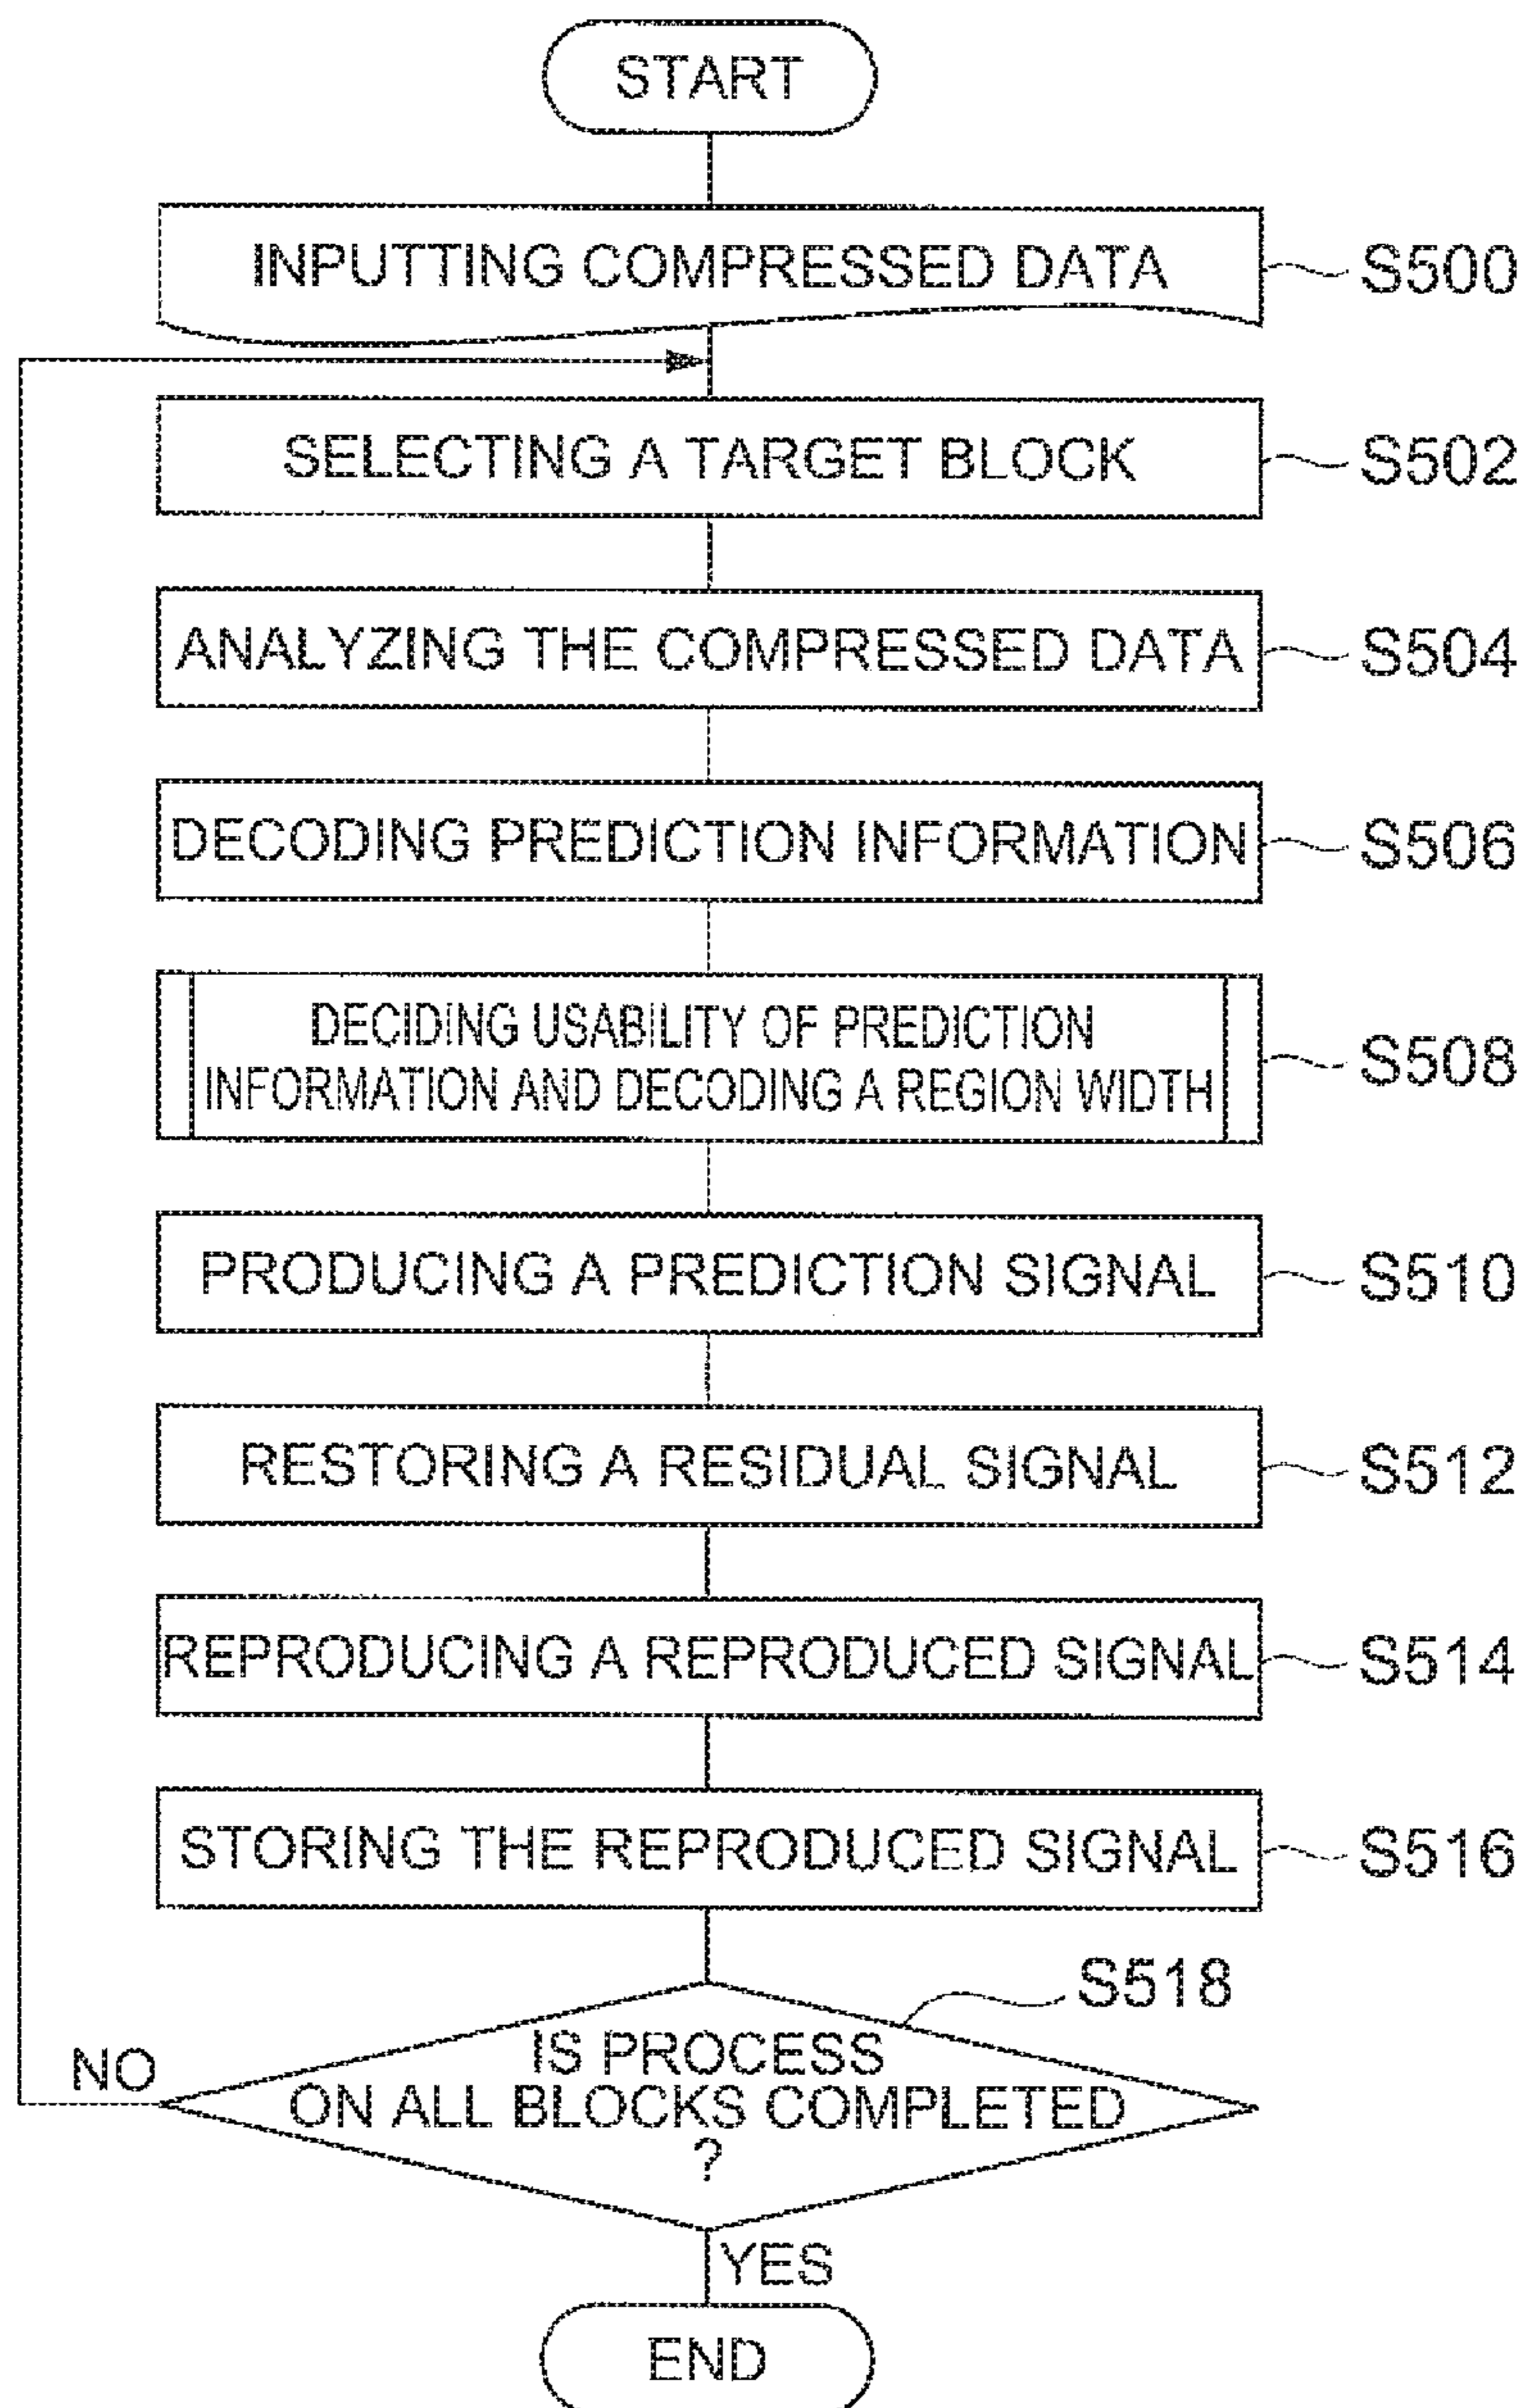 START
INPUTTING COMPRESSED DATA
S500
SELECTING A TARGET BLOCK
S502
ANALYZING THE COMPRESSED DATA
S504
DECODING PREDICTION INFORMATION
S506
DECIDING USABILITY OF PREDICTION
INFORMATION AND DECODING A REGION WIDTH
S508
PRODUCING A PREDICTION SIGNAL
S510
RESTORING A RESIDUAL SIGNAL
S512
REPRODUCING A REPRODUCED SIGNAL
S514
STORING THE REPRODUCED SIGNAL
S516
S518
IS PROCESS
ON ALL BLOCKS COMPLETED
?
NO
YES
END